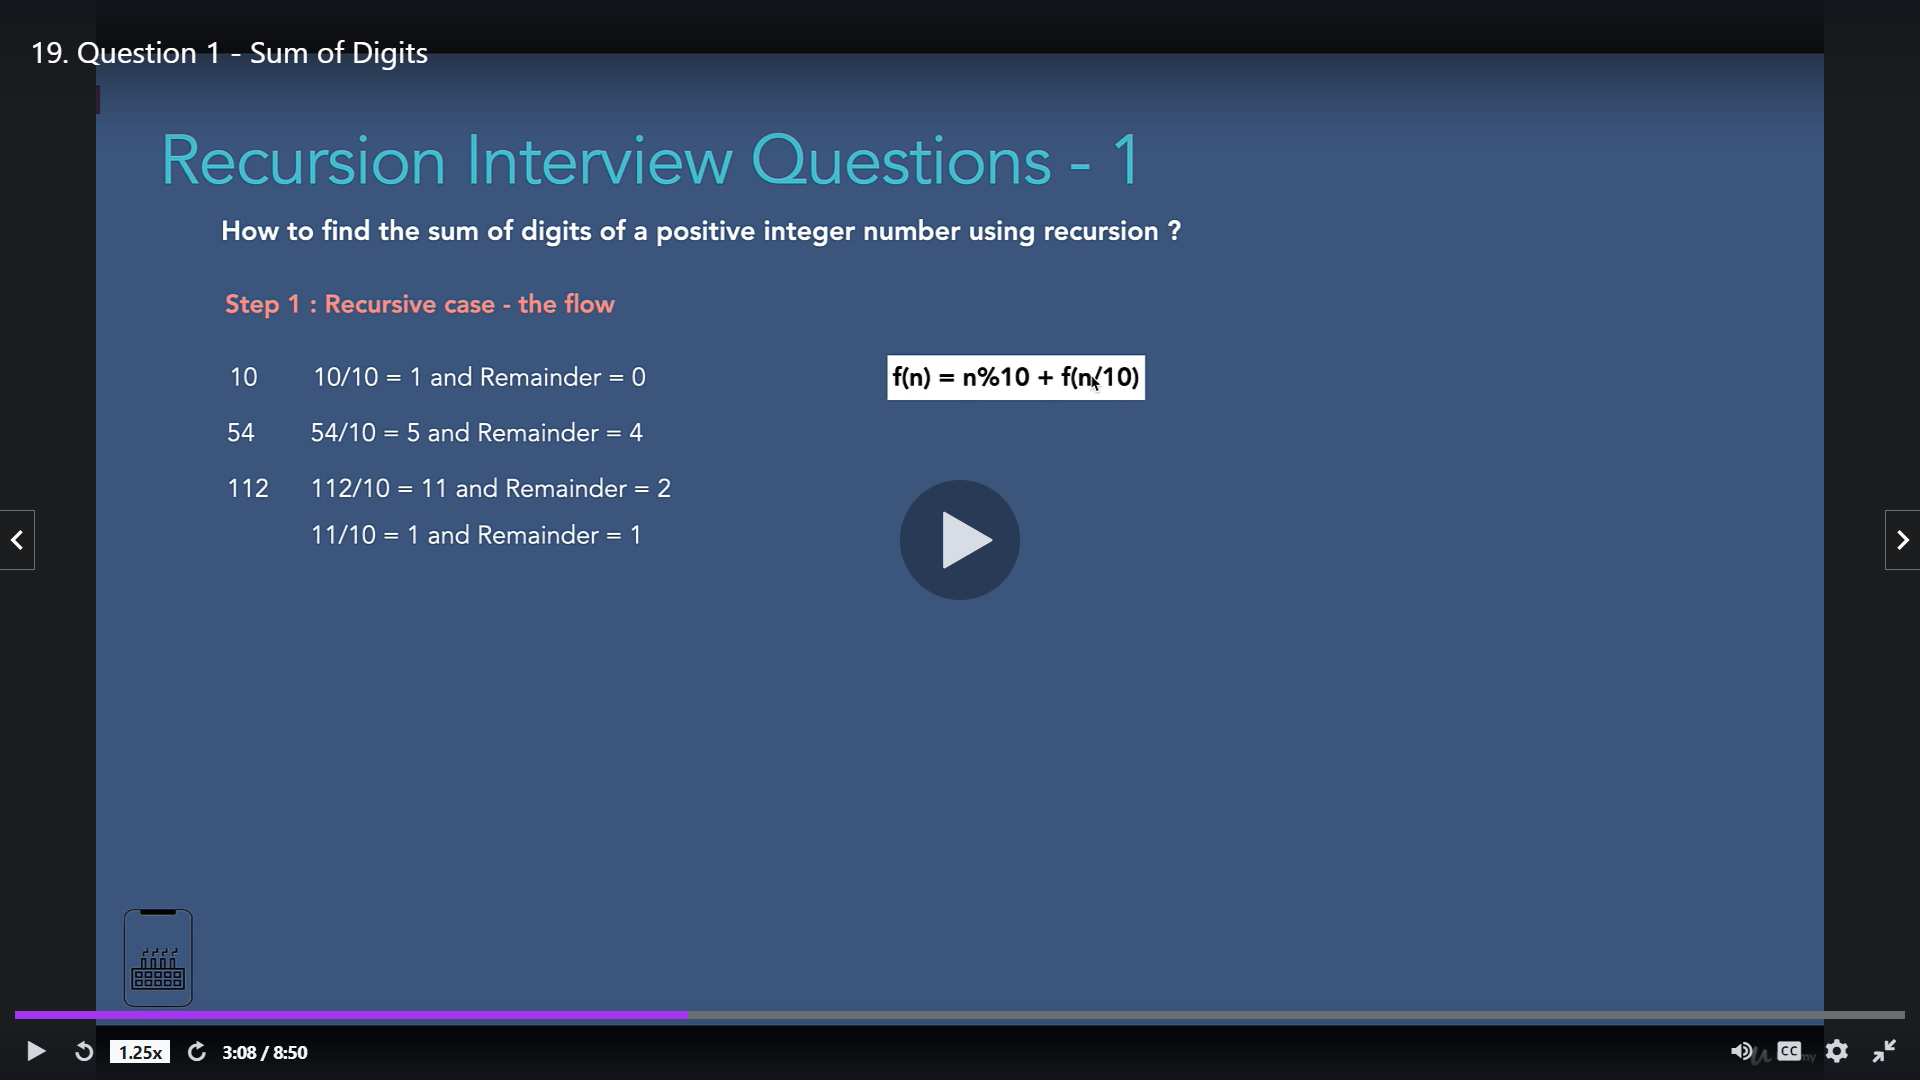 19. Question 1 - Sum of Digits
Recursion Interview Questions - 1
How to find the sum of digits of a positive integer number using recursion ?
Step 1 : Recursive case - the flow
10 10/10 = 1 and Remainder = 0
f(n) = n%10 + f(n/10)
54 54/10 = 5 and Remainder = 4
112 112/10 = 11 and Remainder = 2
11/10 = 1 and Remainder = 1
1.25x
3:08 / 8:50
CC